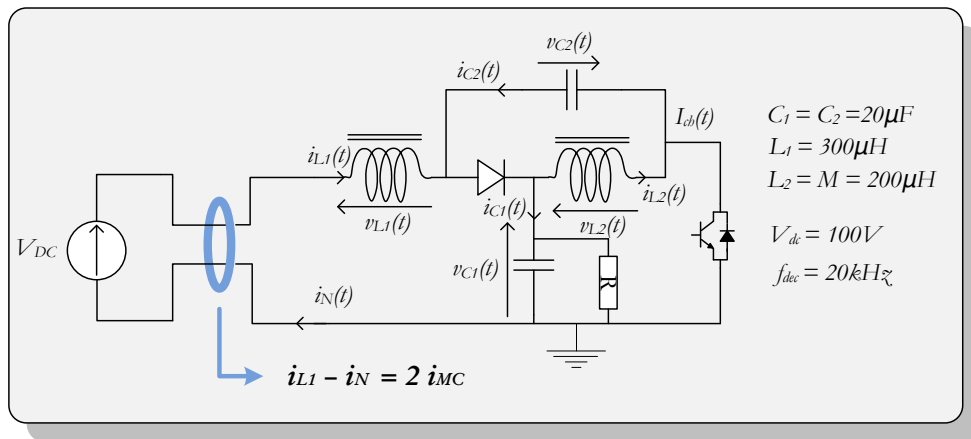 vC2(t)
iC2(t)
Ich(t)
iL1(t)
vL1(t)
iC1(t)
iL2(t)
vL2(t)
VDC
vC1(t)
R
iN(t)
iL1 – iN = 2 iMC
C1 = C2 =20µF
L1 = 300µH
L2 = M = 200µH
Vdc = 100V
fdec = 20kHz